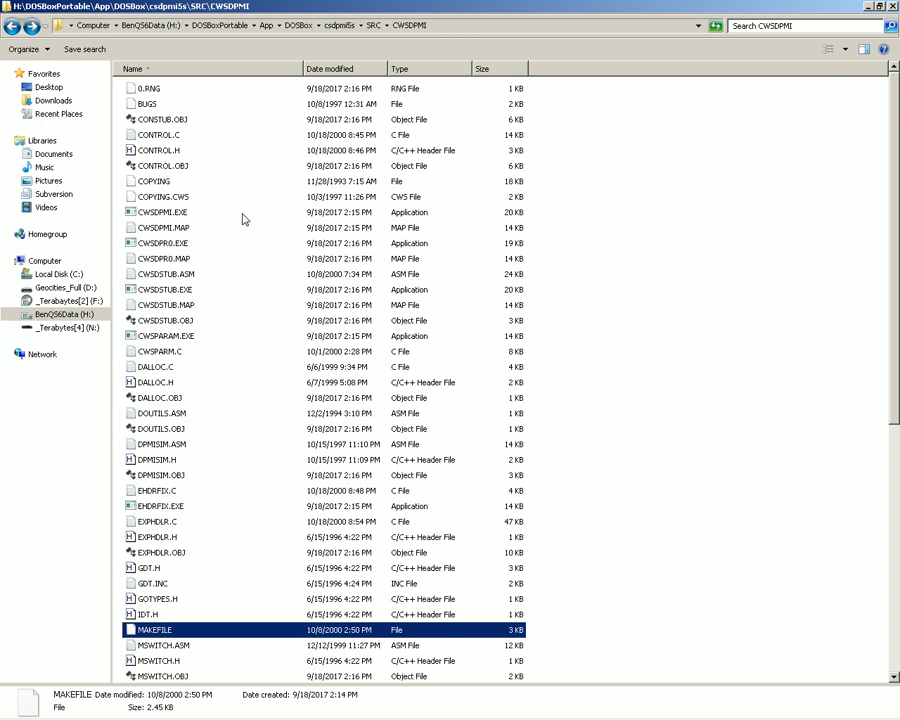 H:\DOSBoxPortable\App\DOSBox\csdpmi5s\SRC\CWSDPMI
Computer BenQS6Data (H:) DOSBoxPortable App DOSBox csdpmi5s SRC CWSDPMI Search CWSDPMI
Organize Save search
Favorites
Desktop
Downloads
Recent Places
Libraries
Documents
Music
Pictures
Subversion
Videos
Homegroup
Computer
Local Disk (C:)
Geocities_Full (D:)
_Terabaytes[2] (F:)
BenQS6Data (H:)
_Terabytes[4] (N:)
Network
Name Date modified Type Size
0.RNG 9/18/2017 2:16 PM RNG File 1 KB
BUGS 10/8/1997 12:31 AM File 2 KB
CONSTUB.OBJ 9/18/2017 2:16 PM Object File 6 KB
CONTROL.C 10/18/2000 8:45 PM C File 14 KB
CONTROL.H 10/18/2000 8:46 PM C/C++ Header File 3 KB
CONTROL.OBJ 9/18/2017 2:16 PM Object File 6 KB
COPYING 11/28/1993 7:15 AM File 18 KB
COPYING.CWS 10/3/1997 11:26 PM CWS File 2 KB
CWSDPMI.EXE 9/18/2017 2:15 PM Application 20 KB
CWSDPMI.MAP 9/18/2017 2:15 PM MAP File 14 KB
CWSDPR0.EXE 9/18/2017 2:16 PM Application 19 KB
CWSDPR0.MAP 9/18/2017 2:16 PM MAP File 14 KB
CWSDSTUB.ASM 10/8/2000 7:34 PM ASM File 24 KB
CWSDSTUB.EXE 9/18/2017 2:16 PM Application 20 KB
CWSDSTUB.MAP 9/18/2017 2:16 PM MAP File 14 KB
CWSDSTUB.OBJ 9/18/2017 2:16 PM Object File 3 KB
CWSPARAM.EXE 9/18/2017 2:15 PM Application 14 KB
CWSPARM.C 10/1/2000 2:28 PM C File 8 KB
DALLOC.C 6/6/1999 9:34 PM C File 4 KB
DALLOC.H 6/7/1999 5:08 PM C/C++ Header File 2 KB
DALLOC.OBJ 9/18/2017 2:16 PM Object File 1 KB
DOUTILS.ASM 12/2/1994 3:10 PM ASM File 1 KB
DOUTILS.OBJ 9/18/2017 2:16 PM Object File 1 KB
DPMISIM.ASM 10/15/1997 11:10 PM ASM File 14 KB
DPMISIM.H 10/15/1997 11:09 PM C/C++ Header File 2 KB
DPMISIM.OBJ 9/18/2017 2:16 PM Object File 3 KB
EHDRFIX.C 10/18/2000 8:48 PM C File 4 KB
EHDRFIX.EXE 9/18/2017 2:15 PM Application 14 KB
EXPHDLR.C 10/18/2000 8:54 PM C File 47 KB
EXPHDLR.H 6/15/1996 4:22 PM C/C++ Header File 1 KB
EXPHDLR.OBJ 9/18/2017 2:16 PM Object File 10 KB
GDT.H 6/15/1996 4:22 PM C/C++ Header File 3 KB
GDT.INC 6/15/1996 4:24 PM INC File 2 KB
GOTYPES.H 6/15/1996 4:22 PM C/C++ Header File 1 KB
IDT.H 6/15/1996 4:22 PM C/C++ Header File 1 KB
MAKEFILE 10/8/2000 2:50 PM File 3 KB
MSWITCH.ASM 12/12/1999 11:27 PM ASM File 12 KB
MSWITCH.H 6/15/1996 4:22 PM C/C++ Header File 1 KB
MSWITCH.OBJ 9/18/2017 2:16 PM Object File 2 KB
MAKEFILE Date modified: 10/8/2000 2:50 PM Date created: 9/18/2017 2:14 PM
File Size: 2.45 KB